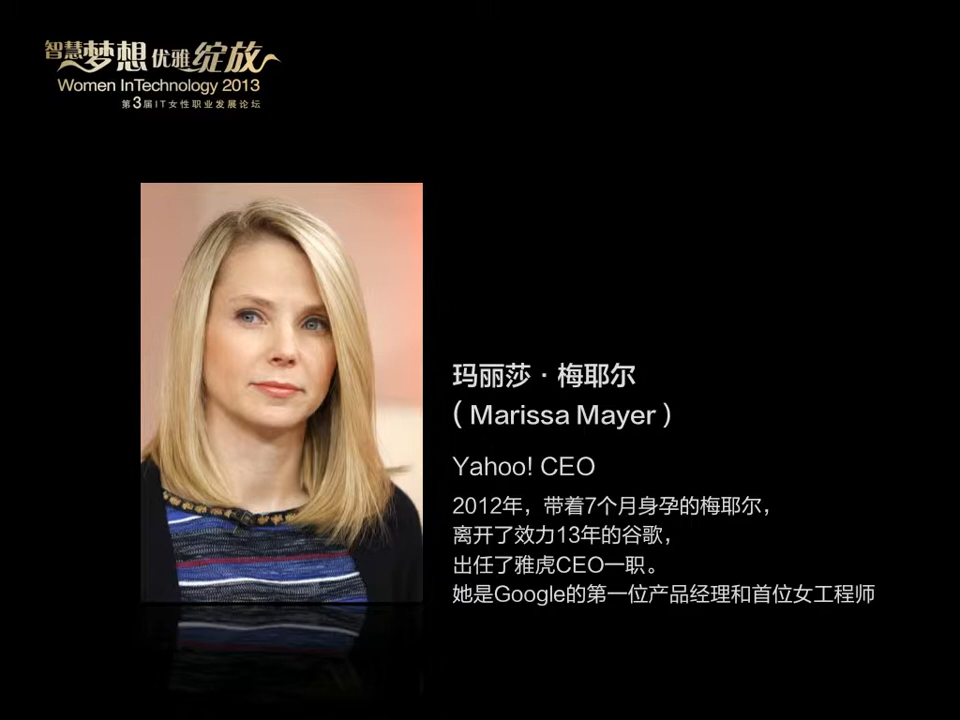 智慧梦想 优雅绽放
Women InTechnology 2013
第3届IT女性职业发展论坛
玛丽莎·梅耶尔
( Marissa Mayer )
Yahoo! CEO
2012年，带着7个月身孕的梅耶尔，
离开了效力13年的谷歌，
出任了雅虎CEO一职。
她是Google的第一位产品经理和首位女工程师